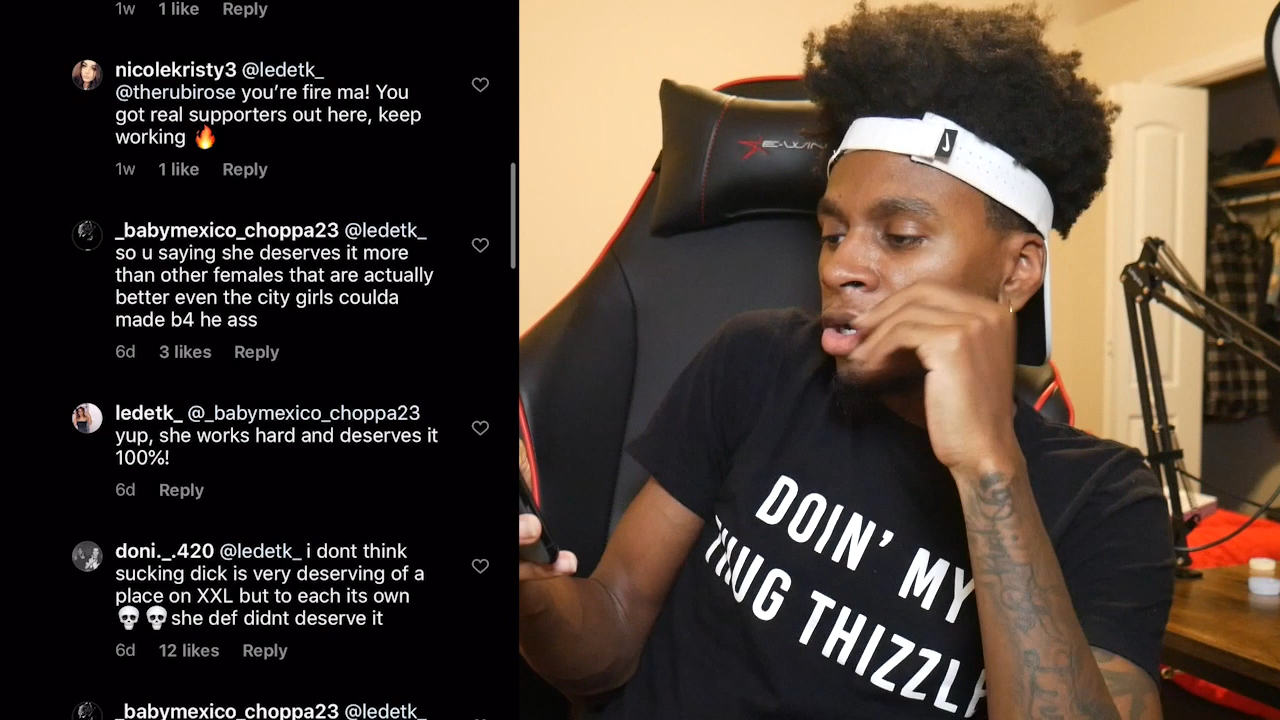 1w 1 like Reply
nicolekristy3 @ledetk_
@therubirose you’re fire ma! You
got real supporters out here, keep
working 🔥
1w 1 like Reply
_babymexico_choppa23 @ledetk_
so u saying she deserves it more
than other females that are actually
better even the city girls coulda
made b4 he ass
6d 3 likes Reply
ledetk_ @_babymexico_choppa23
yup, she works hard and deserves it
100%!
6d Reply
doni._.420 @ledetk_ i dont think
sucking dick is very deserving of a
place on XXL but to each its own
💀💀 she def didnt deserve it
6d 12 likes Reply
_babymexico_choppa23 @ledetk_
DOIN’ MY
THUG THIZZLE